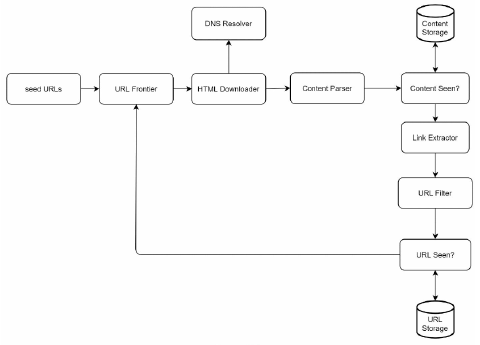 DNS Resolver
Content
Storage
seed URLs
URL Frontier
HTML Downloader
Content Parser
Content Seen?
Link Extractor
URL Filter
URL Seen?
URL
Storage